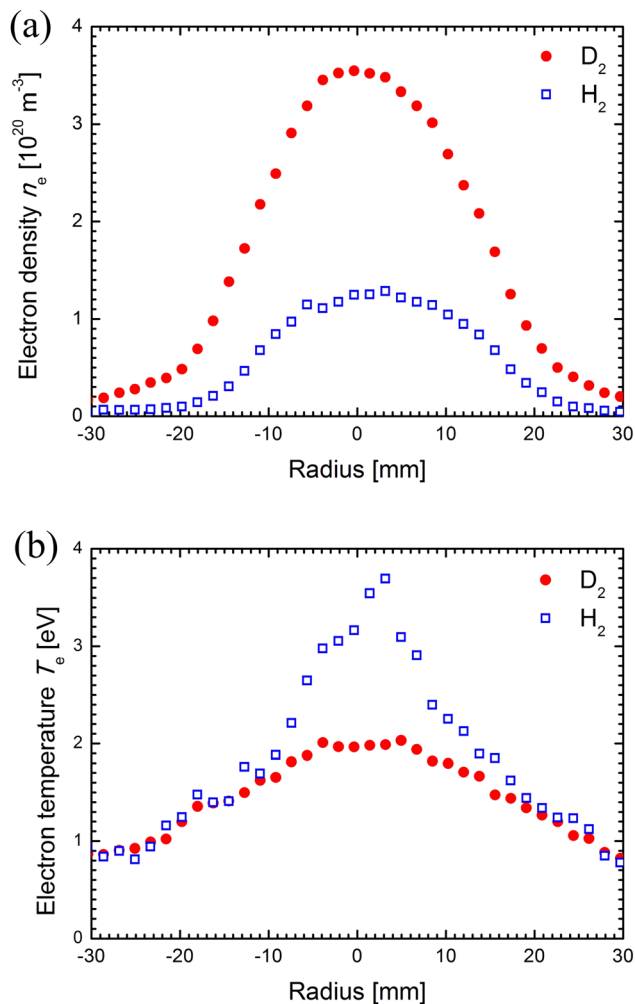 (a)
4
3
2
1
0
Electron density nₑ [10²⁰ m⁻³]
D₂
H₂
-30 -20 -10 0 10 20 30
Radius [mm]
(b)
4
3
2
1
0
Electron temperature Tₑ [eV]
D₂
H₂
-30 -20 -10 0 10 20 30
Radius [mm]